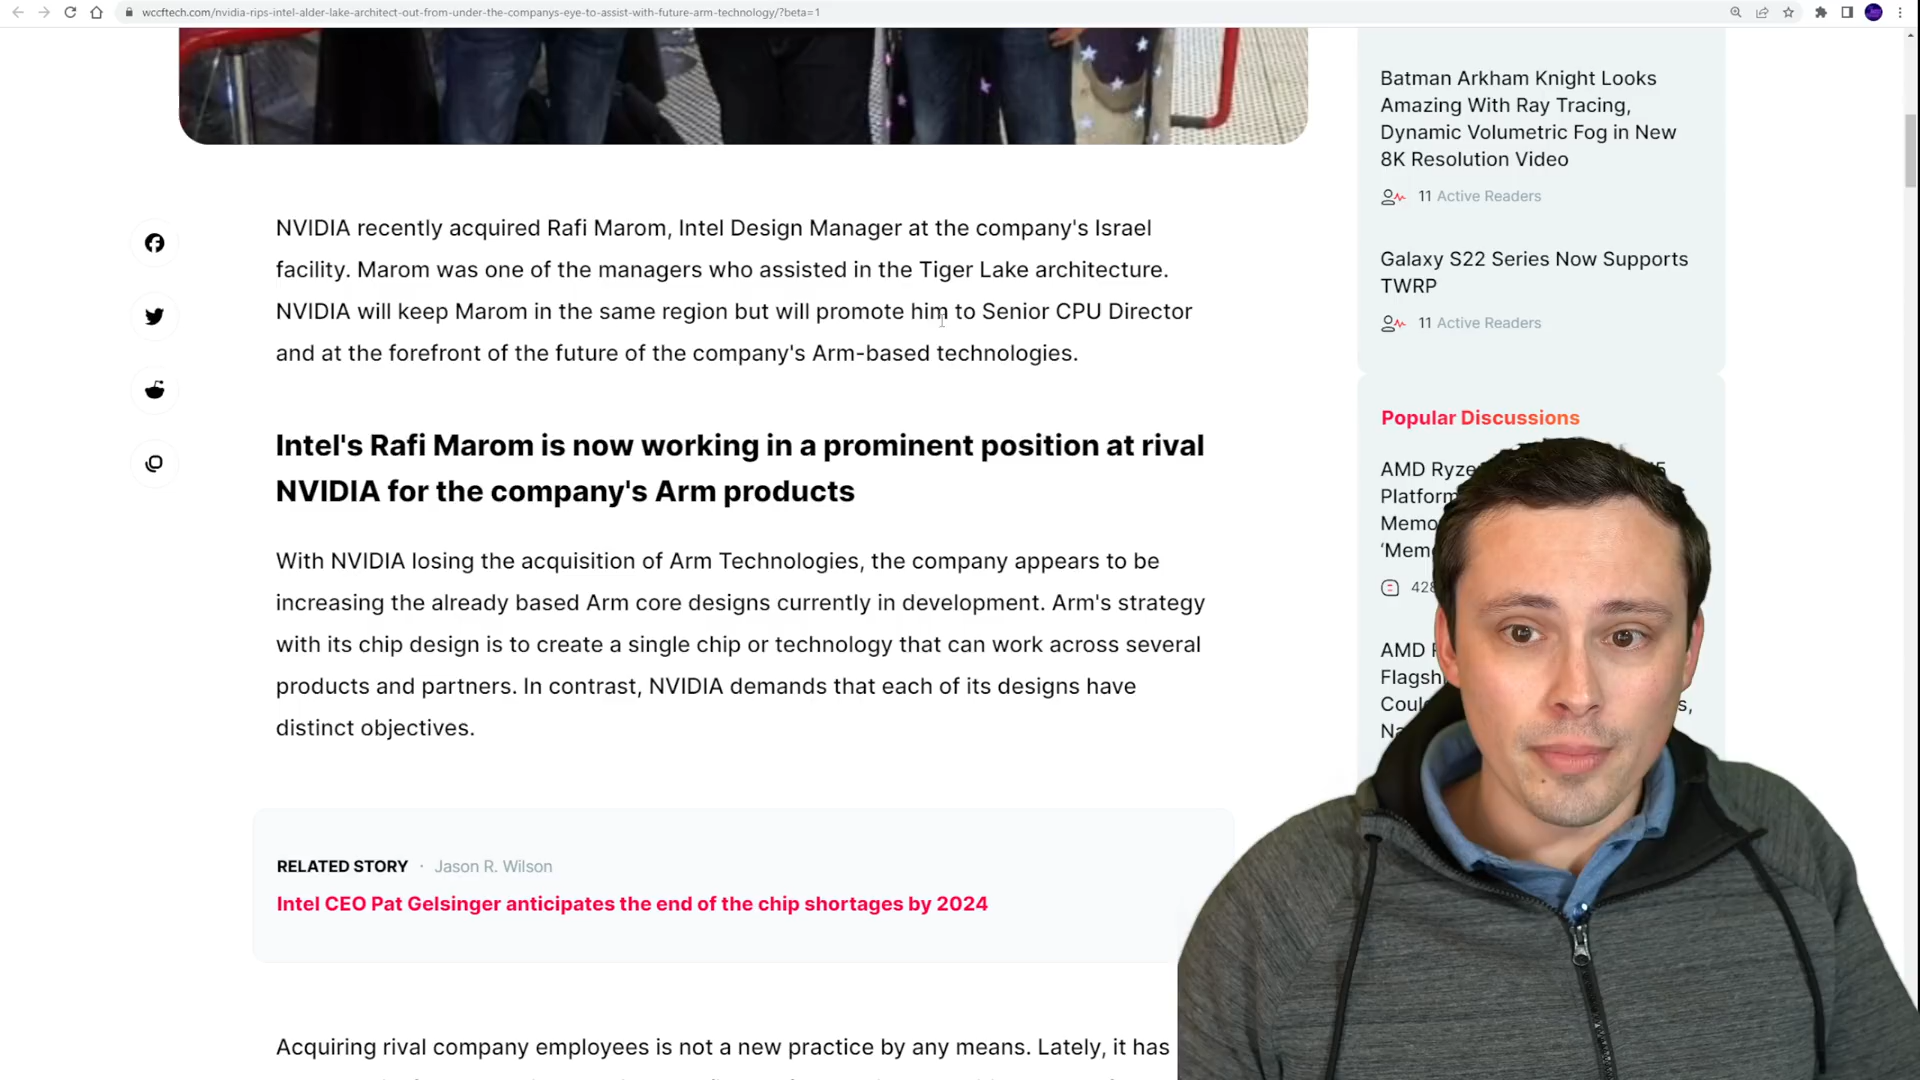 wccftech.com/nvidia-rips-intel-alder-lake-architect-out-from-under-the-companys-eye-to-assist-with-future-arm-technology/?beta=1
NVIDIA recently acquired Rafi Marom, Intel Design Manager at the company's Israel
facility. Marom was one of the managers who assisted in the Tiger Lake architecture.
NVIDIA will keep Marom in the same region but will promote him to Senior CPU Director
and at the forefront of the future of the company's Arm-based technologies.
Intel's Rafi Marom is now working in a prominent position at rival
NVIDIA for the company's Arm products
With NVIDIA losing the acquisition of Arm Technologies, the company appears to be
increasing the already based Arm core designs currently in development. Arm's strategy
with its chip design is to create a single chip or technology that can work across several
products and partners. In contrast, NVIDIA demands that each of its designs have
distinct objectives.
RELATED STORY · Jason R. Wilson
Intel CEO Pat Gelsinger anticipates the end of the chip shortages by 2024
Acquiring rival company employees is not a new practice by any means. Lately, it has
Batman Arkham Knight Looks
Amazing With Ray Tracing,
Dynamic Volumetric Fog in New
8K Resolution Video
11 Active Readers
Galaxy S22 Series Now Supports
TWRP
11 Active Readers
Popular Discussions
AMD Ryze
Platform
Memo
'Mem
428
AMD
Flagsh
Coul